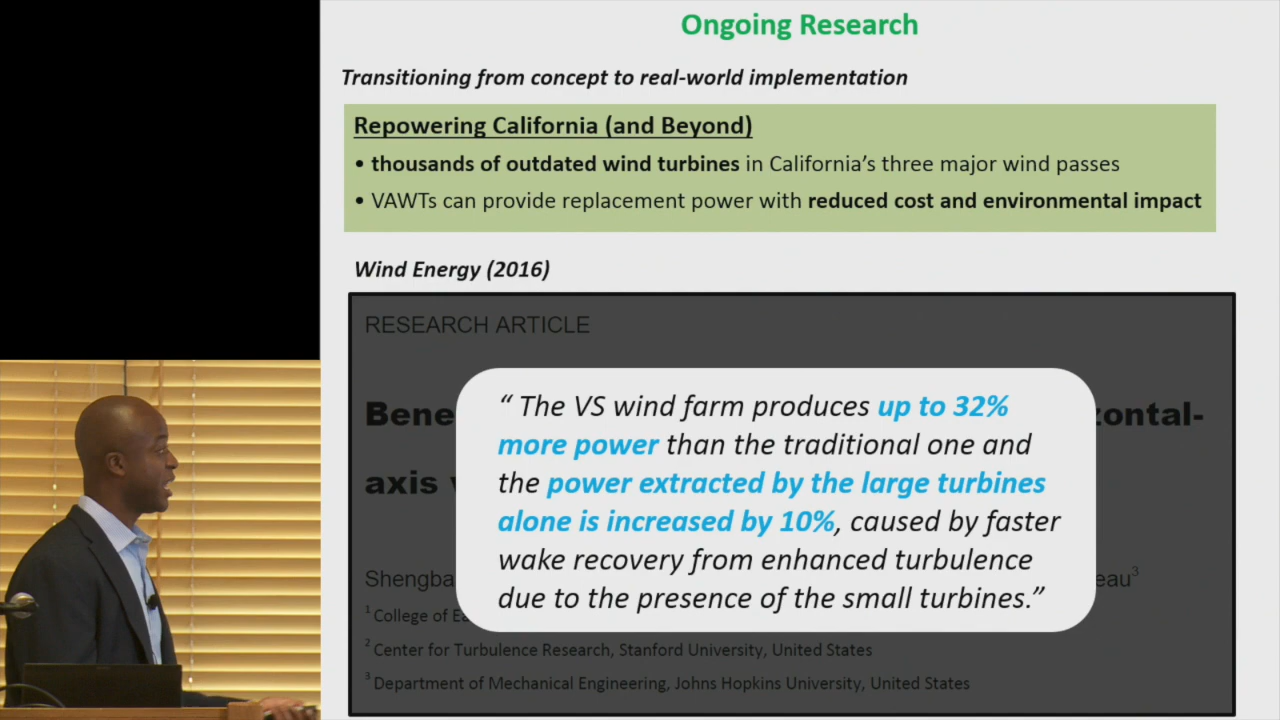 Ongoing Research
Transitioning from concept to real-world implementation
Repowering California (and Beyond)
• thousands of outdated wind turbines in California's three major wind passes
• VAWTs can provide replacement power with reduced cost and environmental impact
Wind Energy (2016)
RESEARCH ARTICLE
“ The VS wind farm produces up to 32%
more power than the traditional one and
the power extracted by the large turbines
alone is increased by 10%, caused by faster
wake recovery from enhanced turbulence
due to the presence of the small turbines.”
axis
1 College of
2 Center for Turbulence Research, Stanford University, United States
3 Department of Mechanical Engineering, Johns Hopkins University, United States